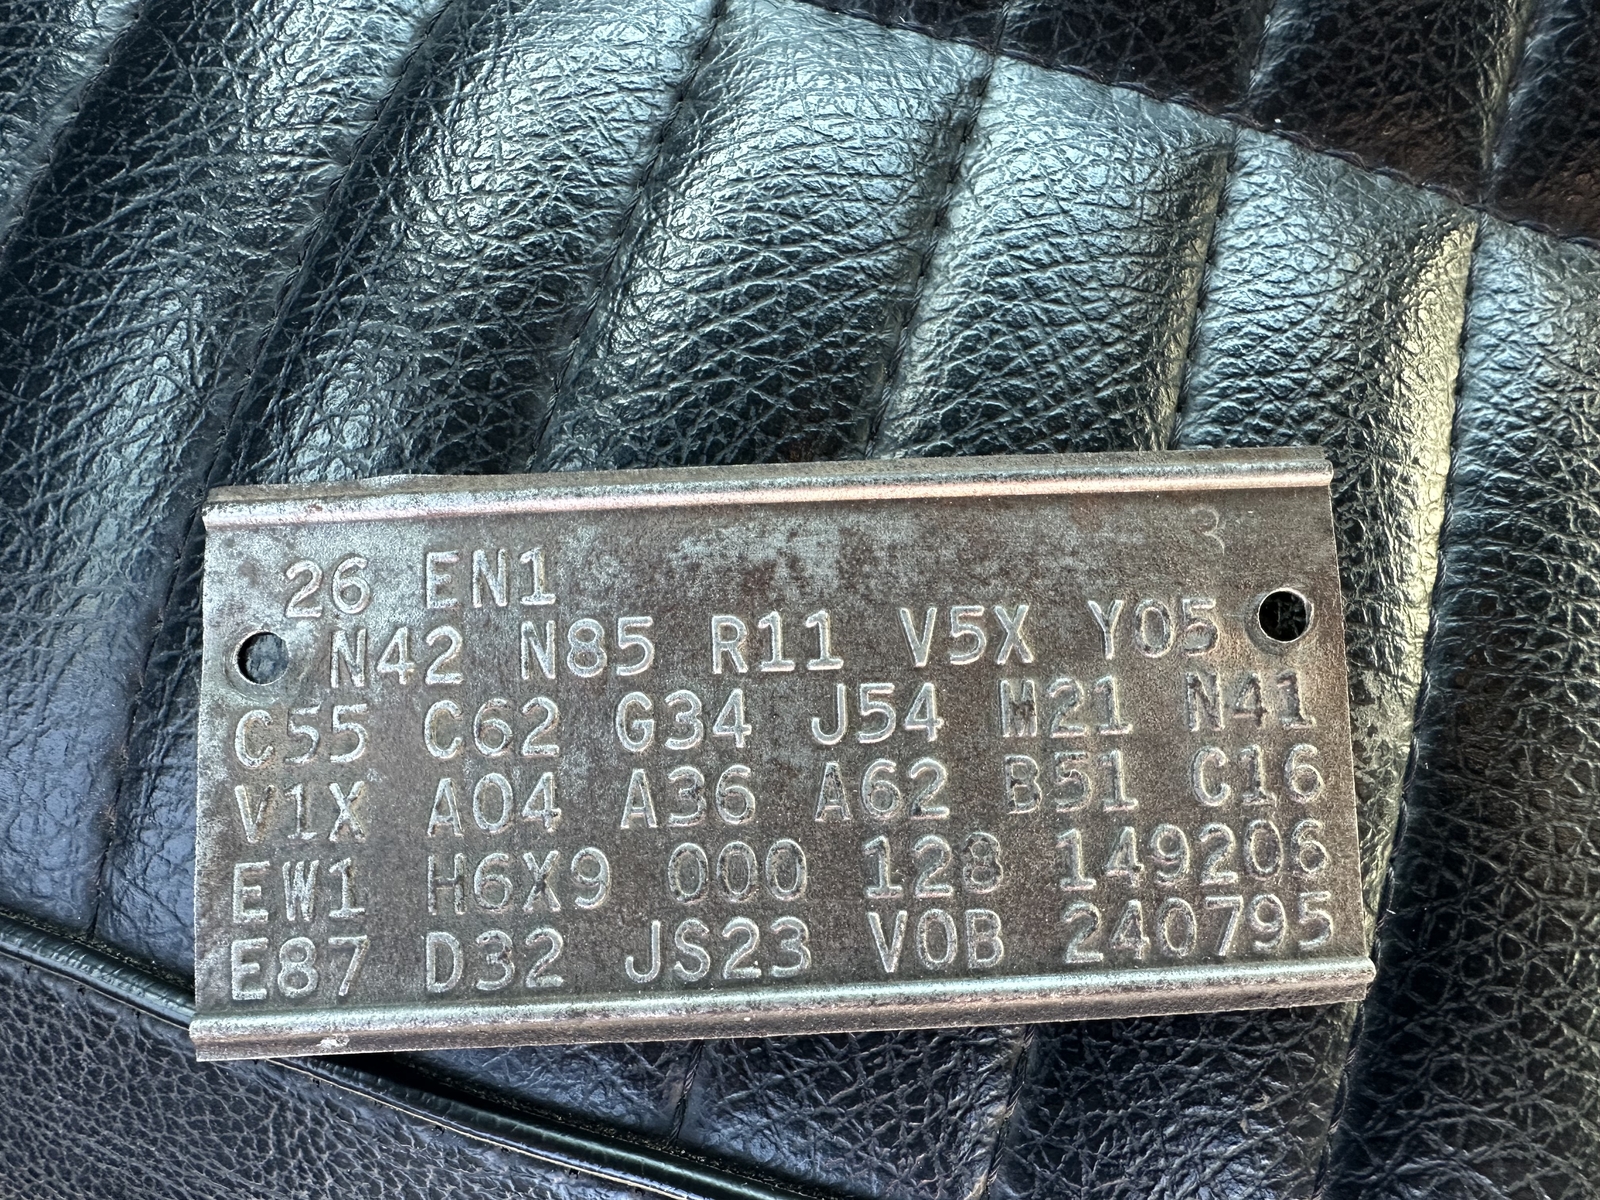 3
26 EN1
N42 N85 R11 V5X Y05
C55 C62 G34 J54 M21 N41
V1X A04 A36 A62 B51 C16
EW1 H6X9 000 128 149206
E87 D32 JS23 V0B 240795